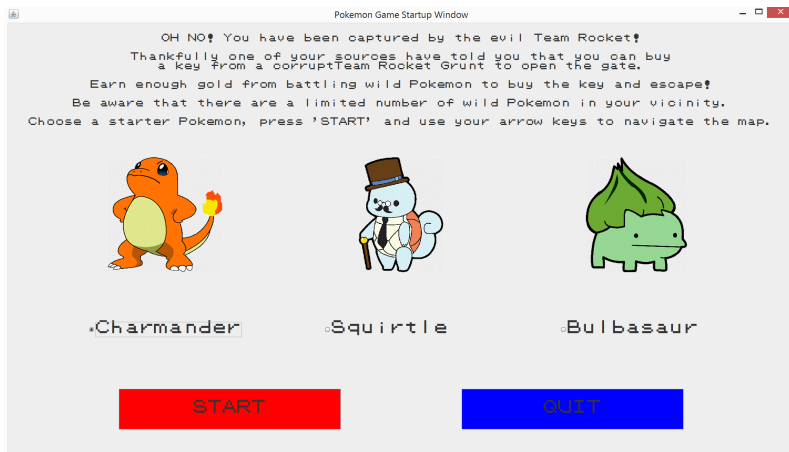 Pokemon Game Startup Window
OH NO! You have been captured by the evil Team Rocket!
Thankfully one of your sources have told you that you can buy
a key from a corruptTeam Rocket Grunt to open the gate.
Earn enough gold from battling wild Pokemon to buy the key and escape!
Be aware that there are a limited number of wild Pokemon in your vicinity.
Choose a starter Pokemon, press 'START' and use your arrow keys to navigate the map.
Charmander Squirtle Bulbasaur
START QUIT